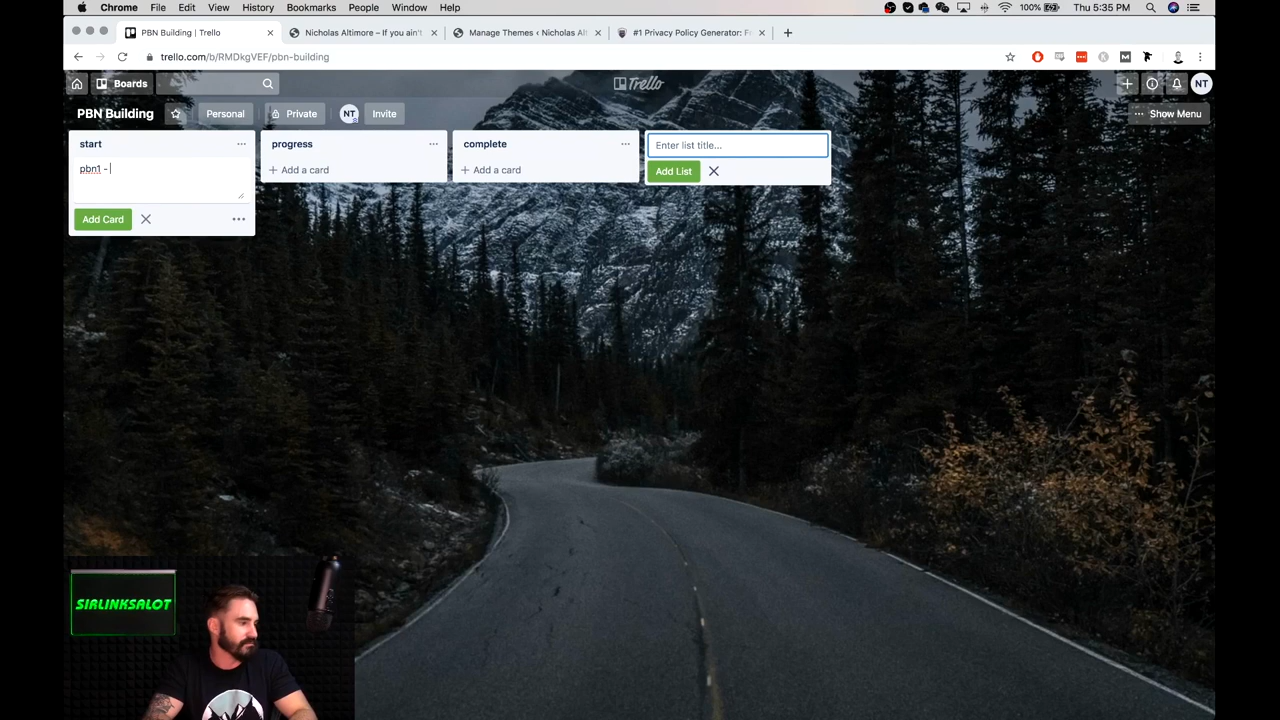 Chrome File Edit View History Bookmarks People Window Help
100% Thu 5:35 PM
PBN Building | Trello
Nicholas Altimore – If you ain't
Manage Themes ‹ Nicholas Alt
#1 Privacy Policy Generator: F
trello.com/b/RMDkgVEF/pbn-building
Boards
Trello
NT
PBN Building
Personal
Private
NT
Invite
Show Menu
start
pbn1 -
Add Card
progress
+ Add a card
complete
+ Add a card
Enter list title...
Add List
SIRLINKSALOT